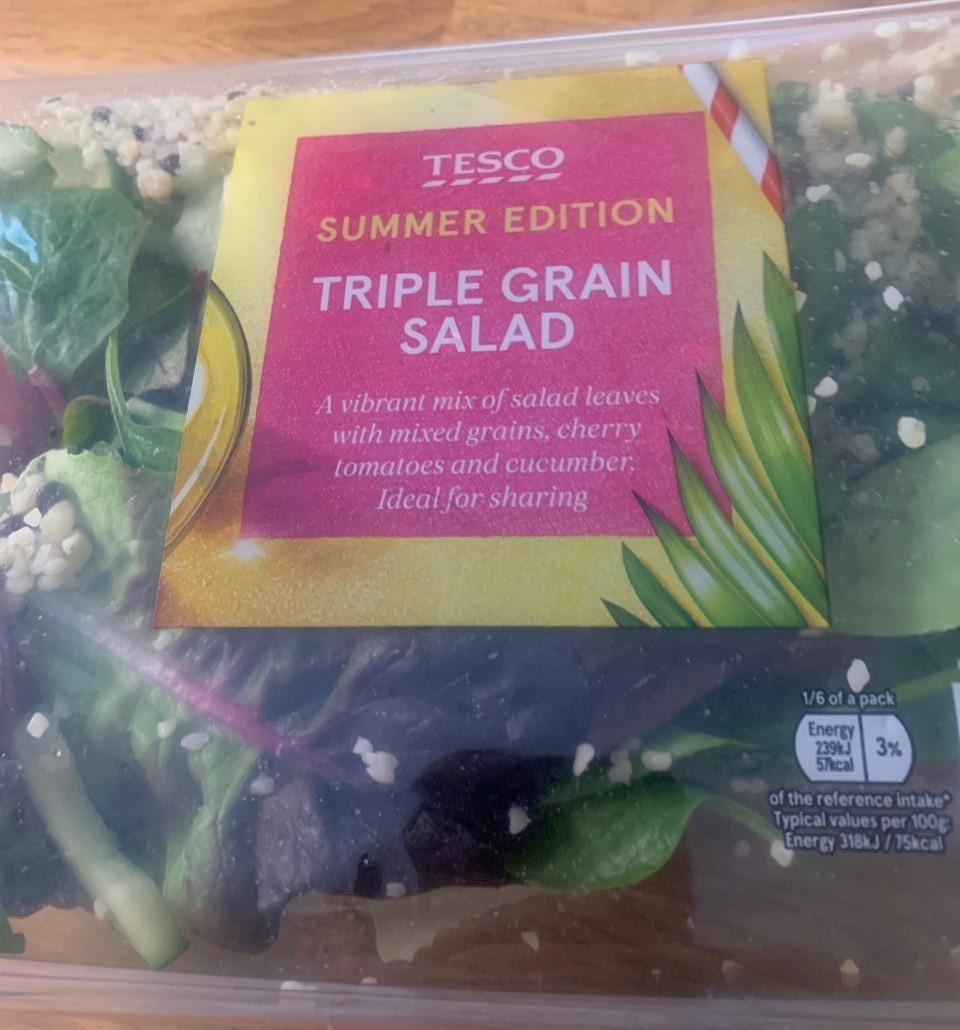 TESCO
SUMMER EDITION
TRIPLE GRAIN
SALAD
A vibrant mix of salad leaves
with mixed grains, cherry
tomatoes and cucumber.
Ideal for sharing
1/6 of a pack
Energy
239kJ
57kcal
3%
of the reference intake*
Typical values per 100g:
Energy 318kJ / 75kcal